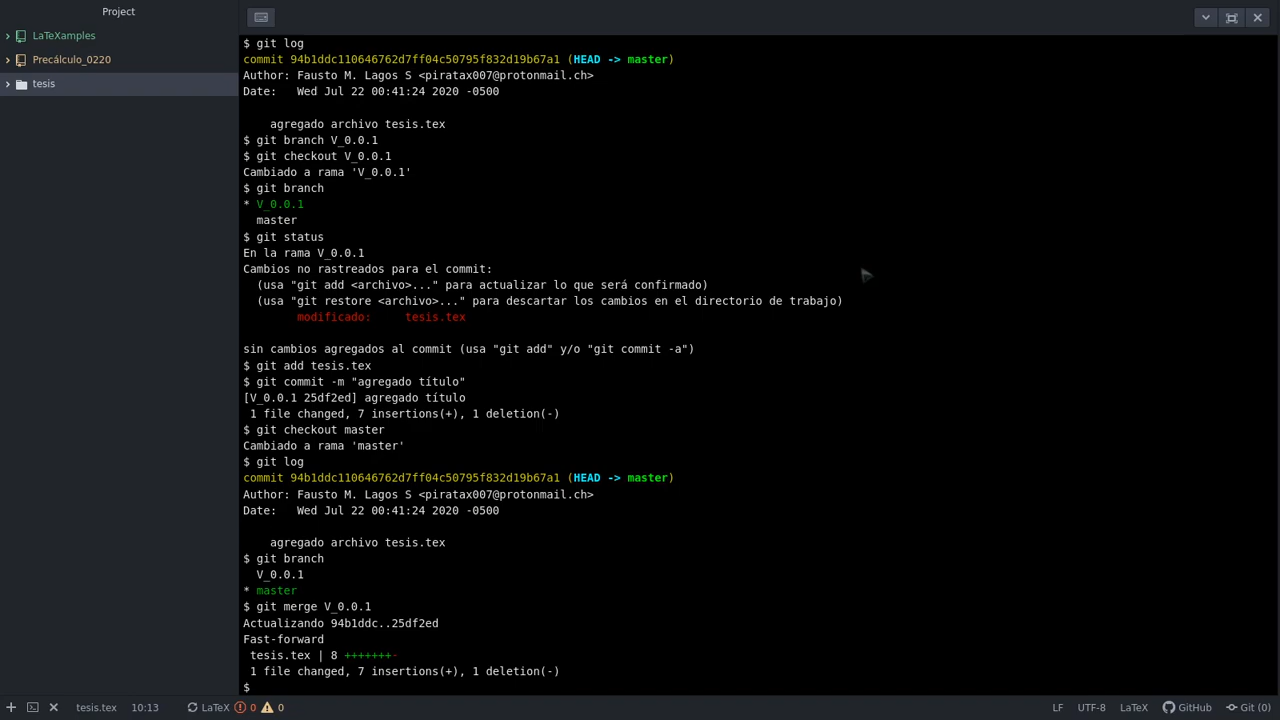 Project
LaTeXamples
Precálculo_0220
tesis
$ git log
commit 94b1ddc110646762d7ff04c50795f832d19b67a1 (HEAD -> master)
Author: Fausto M. Lagos S <piratax007@protonmail.ch>
Date:   Wed Jul 22 00:41:24 2020 -0500
    agregado archivo tesis.tex
$ git branch V_0.0.1
$ git checkout V_0.0.1
Cambiado a rama 'V_0.0.1'
$ git branch
* V_0.0.1
  master
$ git status
En la rama V_0.0.1
Cambios no rastreados para el commit:
  (usa "git add <archivo>..." para actualizar lo que será confirmado)
  (usa "git restore <archivo>..." para descartar los cambios en el directorio de trabajo)
        modificado:     tesis.tex
sin cambios agregados al commit (usa "git add" y/o "git commit -a")
$ git add tesis.tex
$ git commit -m "agregado título"
[V_0.0.1 25df2ed] agregado título
 1 file changed, 7 insertions(+), 1 deletion(-)
$ git checkout master
Cambiado a rama 'master'
$ git log
commit 94b1ddc110646762d7ff04c50795f832d19b67a1 (HEAD -> master)
Author: Fausto M. Lagos S <piratax007@protonmail.ch>
Date:   Wed Jul 22 00:41:24 2020 -0500
    agregado archivo tesis.tex
$ git branch
  V_0.0.1
* master
$ git merge V_0.0.1
Actualizando 94b1ddc..25df2ed
Fast-forward
 tesis.tex | 8 +++++++-
 1 file changed, 7 insertions(+), 1 deletion(-)
$
tesis.tex 10:13 LaTeX 0 0 LF UTF-8 LaTeX GitHub Git (0)